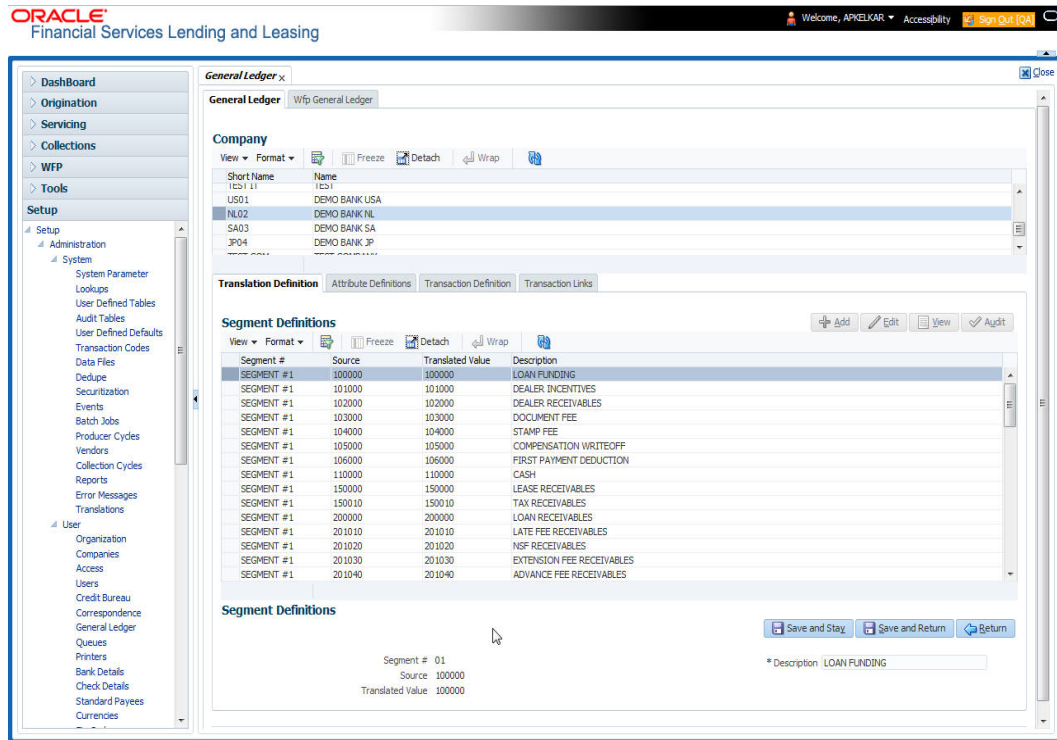 ORACLE
Financial Services Lending and Leasing
Welcome, APKELKAR Accessibility Sign Out [QA]
DashBoard
Origination
Servicing
Collections
WFP
Tools
Setup
Setup
Administration
System
System Parameter
Lookups
User Defined Tables
Audit Tables
User Defined Defaults
Transaction Codes
Data Files
Dedupe
Securitization
Events
Batch Jobs
Producer Cycles
Vendors
Collection Cycles
Reports
Error Messages
Translations
User
Organization
Companies
Access
Users
Credit Bureau
Correspondence
General Ledger
Queues
Printers
Bank Details
Check Details
Standard Payees
Currencies
General Ledger x
Close
General Ledger Wfp General Ledger
Company
View Format Freeze Detach Wrap
Short Name Name
TEST IT TEST
US01 DEMO BANK USA
NL02 DEMO BANK NL
SA03 DEMO BANK SA
JP04 DEMO BANK JP
Translation Definition Attribute Definitions Transaction Definition Transaction Links
Segment Definitions
Add Edit View Audit
View Format Freeze Detach Wrap
Segment # Source Translated Value Description
SEGMENT #1 100000 100000 LOAN FUNDING
SEGMENT #1 101000 101000 DEALER INCENTIVES
SEGMENT #1 102000 102000 DEALER RECEIVABLES
SEGMENT #1 103000 103000 DOCUMENT FEE
SEGMENT #1 104000 104000 STAMP FEE
SEGMENT #1 105000 105000 COMPENSATION WRITEOFF
SEGMENT #1 106000 106000 FIRST PAYMENT DEDUCTION
SEGMENT #1 110000 110000 CASH
SEGMENT #1 150000 150000 LEASE RECEIVABLES
SEGMENT #1 150010 150010 TAX RECEIVABLES
SEGMENT #1 200000 200000 LOAN RECEIVABLES
SEGMENT #1 201010 201010 LATE FEE RECEIVABLES
SEGMENT #1 201020 201020 NSF RECEIVABLES
SEGMENT #1 201030 201030 EXTENSION FEE RECEIVABLES
SEGMENT #1 201040 201040 ADVANCE FEE RECEIVABLES
Segment Definitions
Save and Stay Save and Return Return
Segment # 01
Source 100000
Translated Value 100000
* Description LOAN FUNDING